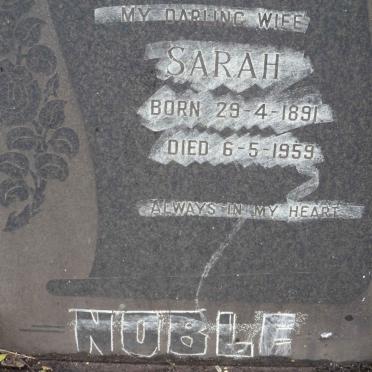 MY DARLING WIFE
SARAH
BORN 29-4-1891
DIED 6-5-1959
ALWAYS IN MY HEART
NOBLE